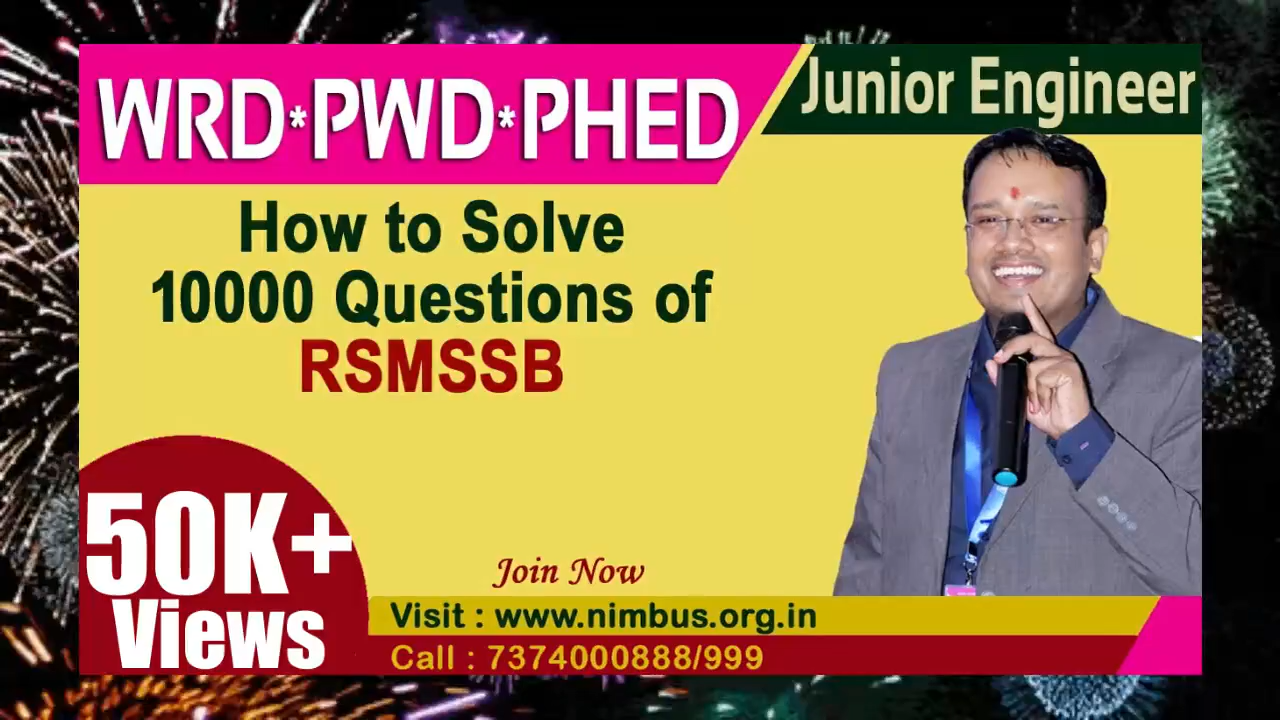 WRD*PWD*PHED
Junior Engineer
How to Solve
10000 Questions of
RSMSSB
50K+
Views
Join Now
Visit : www.nimbus.org.in
Call : 7374000888/999